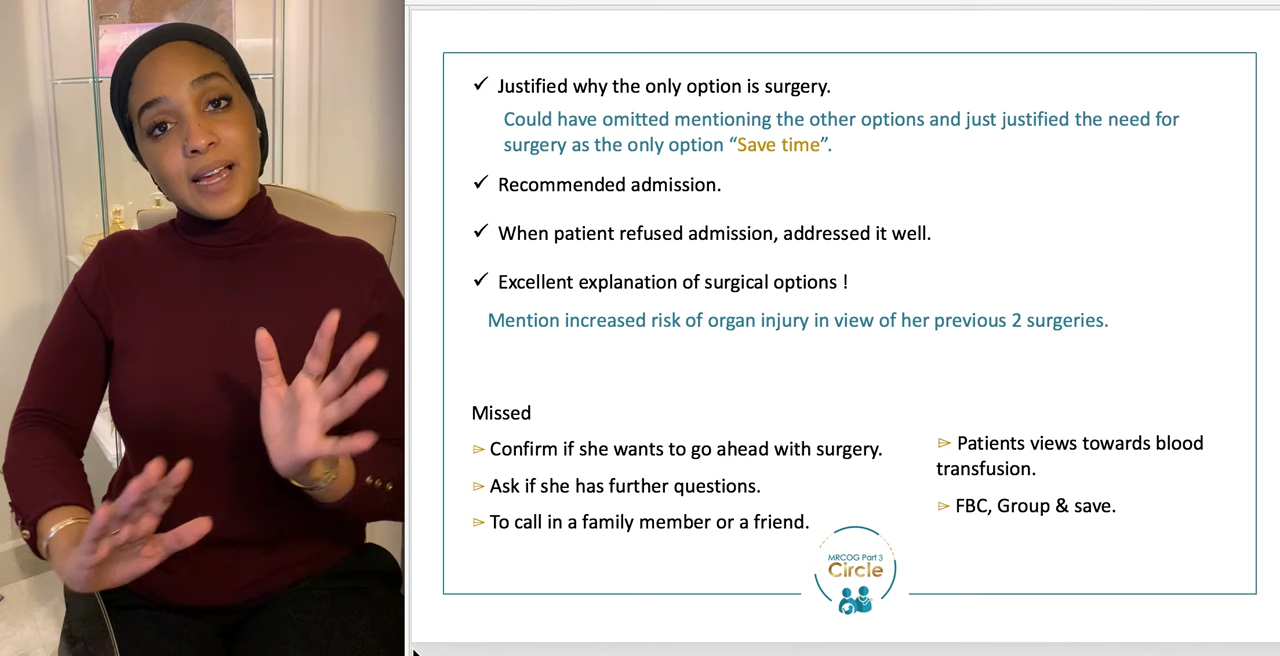 ✓ Justified why the only option is surgery.
Could have omitted mentioning the other options and just justified the need for
surgery as the only option “Save time”.
✓ Recommended admission.
✓ When patient refused admission, addressed it well.
✓ Excellent explanation of surgical options !
Mention increased risk of organ injury in view of her previous 2 surgeries.
Missed
⌲ Confirm if she wants to go ahead with surgery.
⌲ Ask if she has further questions.
⌲ To call in a family member or a friend.
⌲ Patients views towards blood
transfusion.
⌲ FBC, Group & save.
MRCOG Part 3
Circle